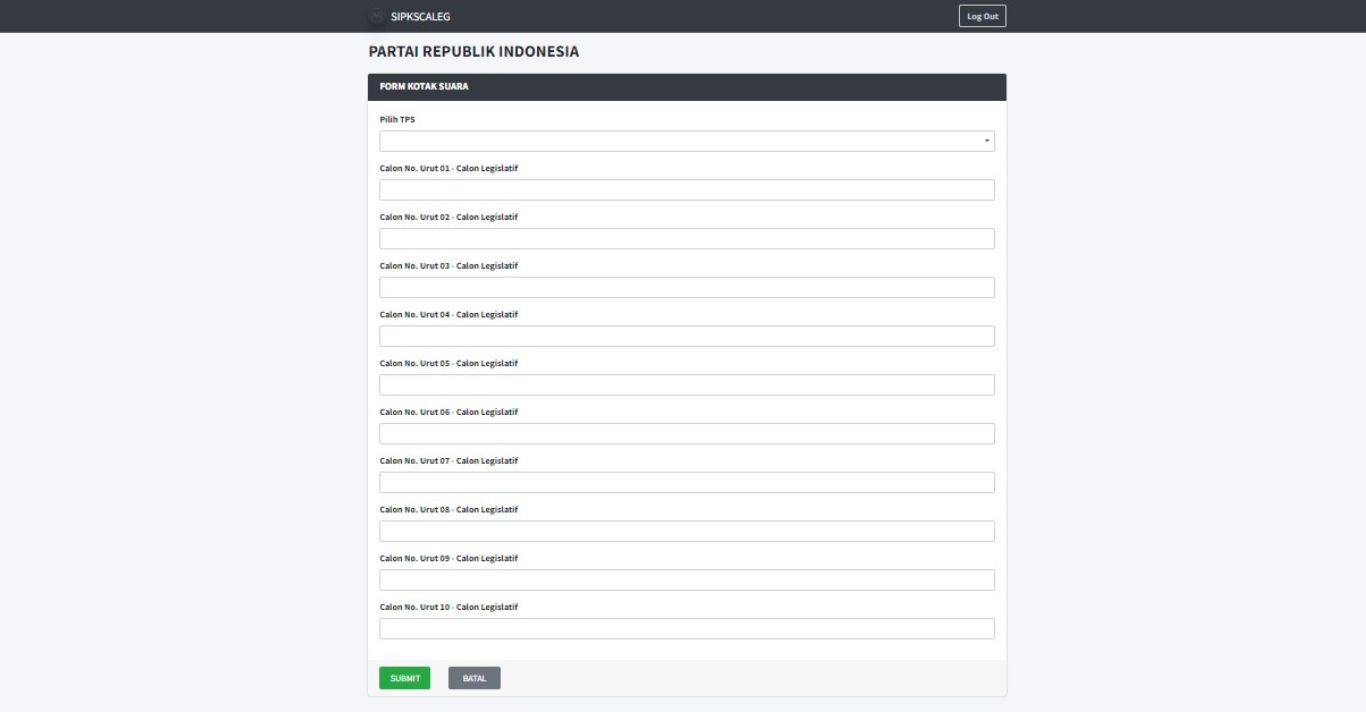 SIPKSCALEG
Log Out
PARTAI REPUBLIK INDONESIA
FORM KOTAK SUARA
Pilih TPS
Calon No. Urut 01 - Calon Legislatif
Calon No. Urut 02 - Calon Legislatif
Calon No. Urut 03 - Calon Legislatif
Calon No. Urut 04 - Calon Legislatif
Calon No. Urut 05 - Calon Legislatif
Calon No. Urut 06 - Calon Legislatif
Calon No. Urut 07 - Calon Legislatif
Calon No. Urut 08 - Calon Legislatif
Calon No. Urut 09 - Calon Legislatif
Calon No. Urut 10 - Calon Legislatif
SUBMIT
BATAL